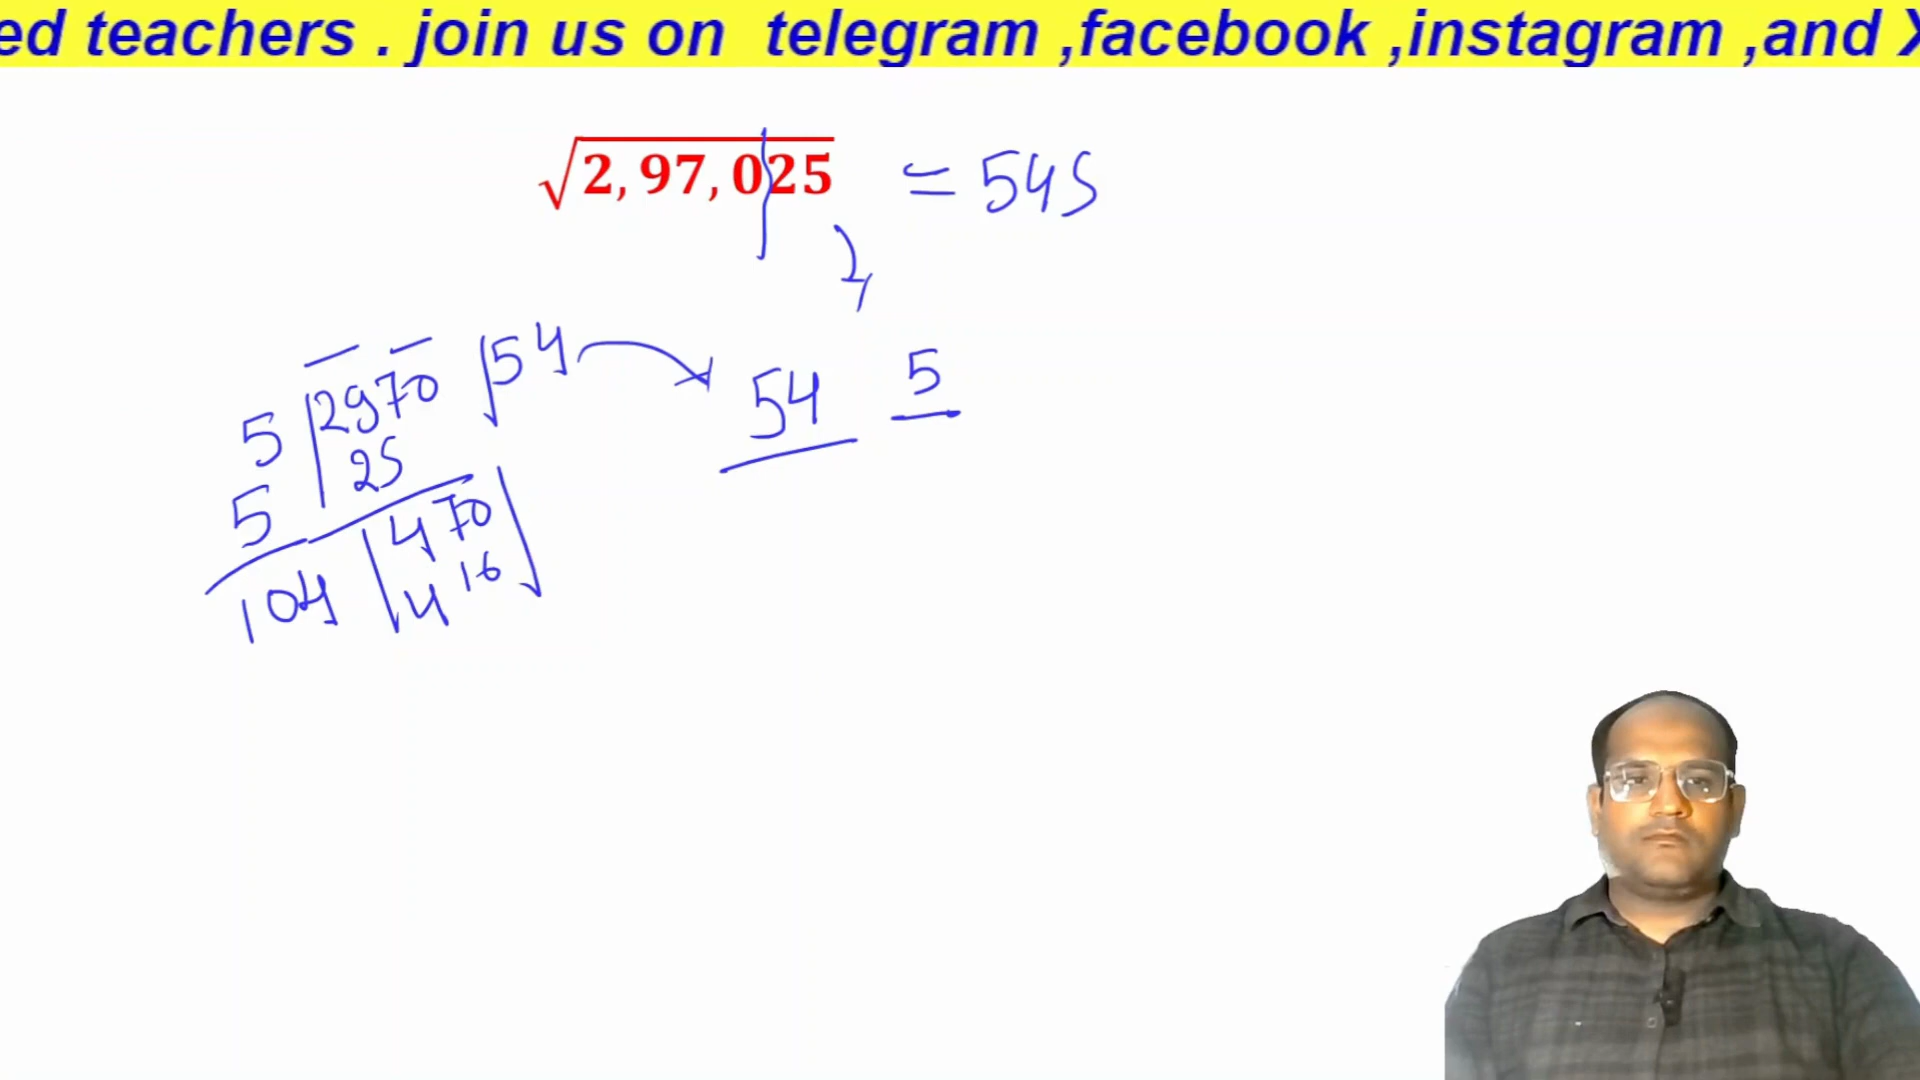 ed teachers . join us on telegram ,facebook ,instagram ,and X
√2,97,025 = 545
5 2970 54
54 5
25
5
470
104 416